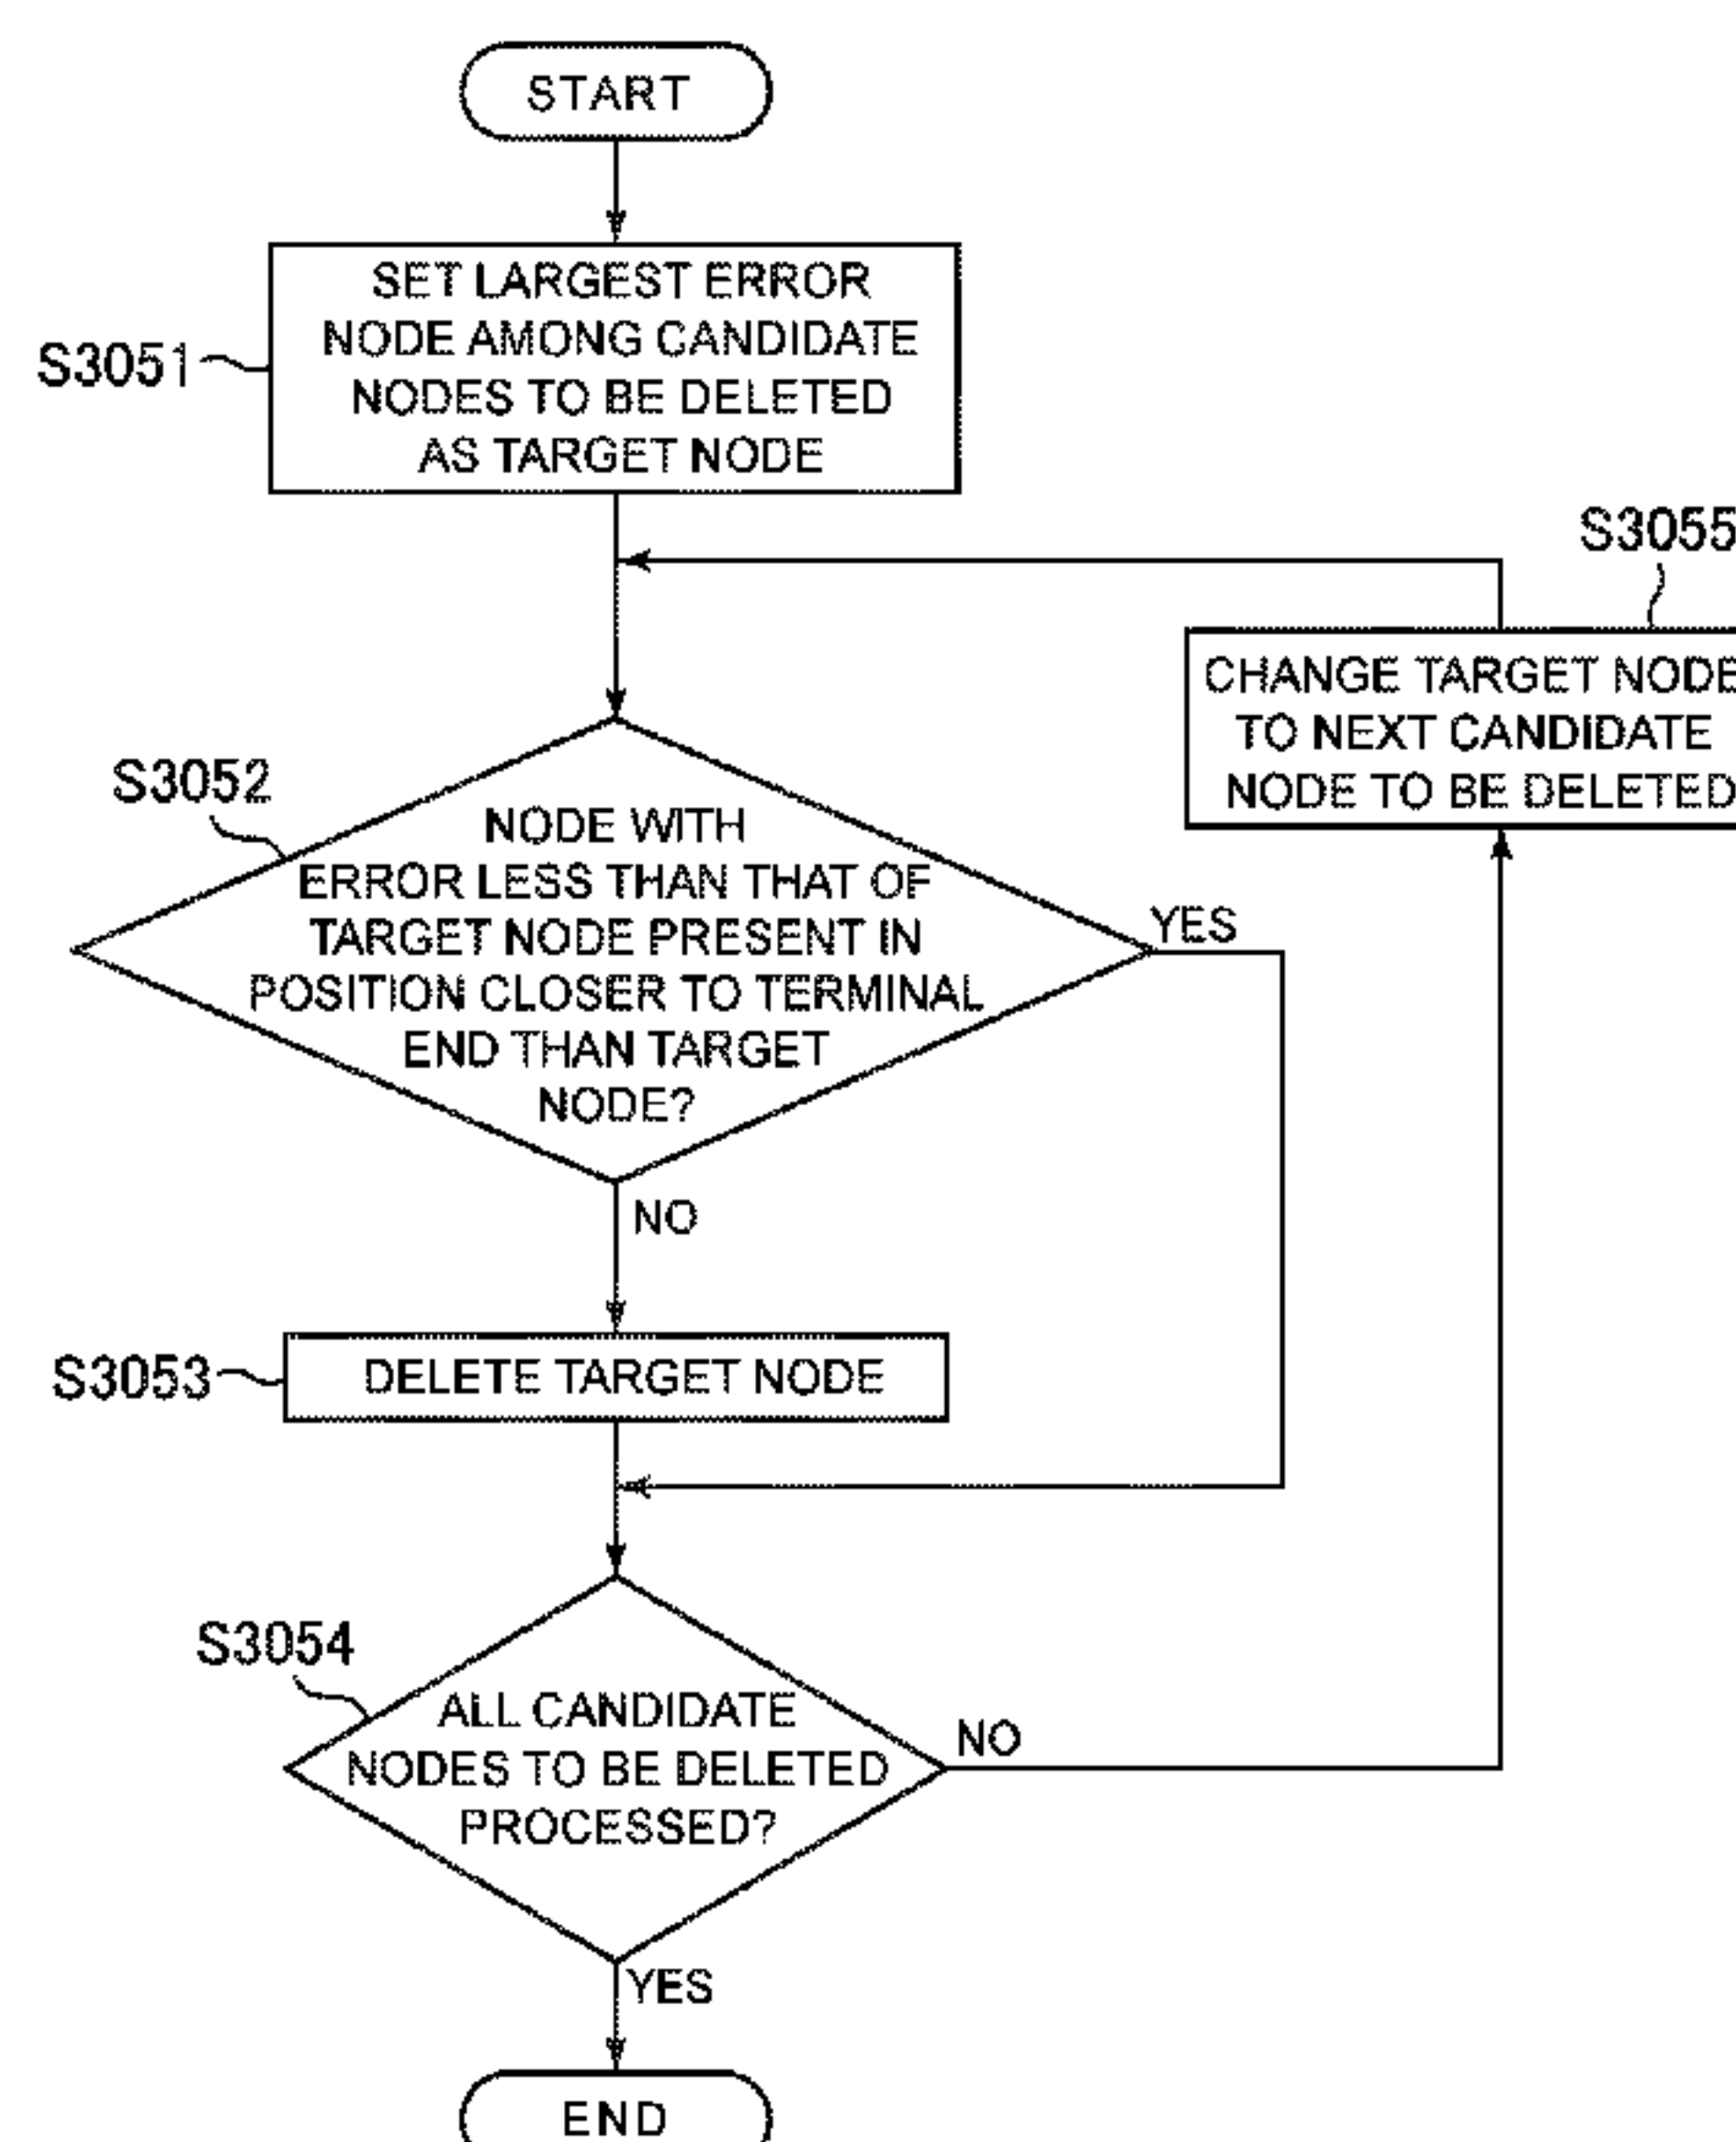 START
S3051
SET LARGEST ERROR
NODE AMONG CANDIDATE
NODES TO BE DELETED
AS TARGET NODE
S3055
CHANGE TARGET NODE
TO NEXT CANDIDATE
NODE TO BE DELETED
S3052
NODE WITH
ERROR LESS THAN THAT OF
TARGET NODE PRESENT IN
POSITION CLOSER TO TERMINAL
END THAN TARGET
NODE?
YES
NO
S3053
DELETE TARGET NODE
S3054
ALL CANDIDATE
NODES TO BE DELETED
PROCESSED?
NO
YES
END